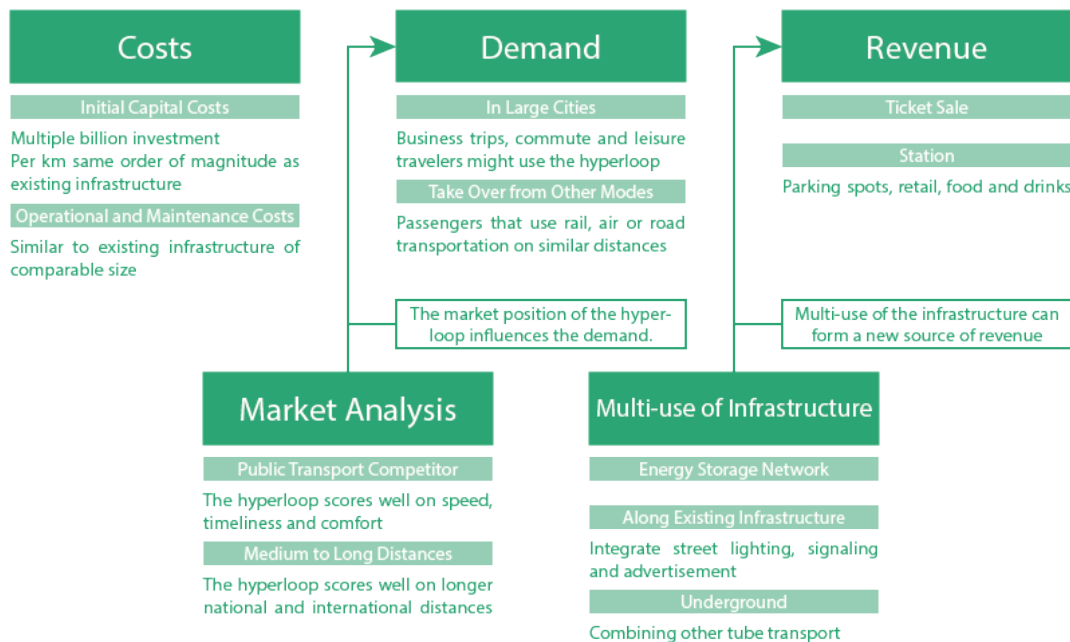 Costs
Initial Capital Costs
Multiple billion investment
Per km same order of magnitude as
existing infrastructure
Operational and Maintenance Costs
Similar to existing infrastructure of
comparable size
Demand
In Large Cities
Business trips, commute and leisure
travelers might use the hyperloop
Take Over from Other Modes
Passengers that use rail, air or road
transportation on similar distances
The market position of the hyper-
loop influences the demand.
Revenue
Ticket Sale
Station
Parking spots, retail, food and drinks
Multi-use of the infrastructure can
form a new source of revenue
Market Analysis
Public Transport Competitor
The hyperloop scores well on speed,
timeliness and comfort
Medium to Long Distances
The hyperloop scores well on longer
national and international distances
Multi-use of Infrastructure
Energy Storage Network
Along Existing Infrastructure
Integrate street lighting, signaling
and advertisement
Underground
Combining other tube transport